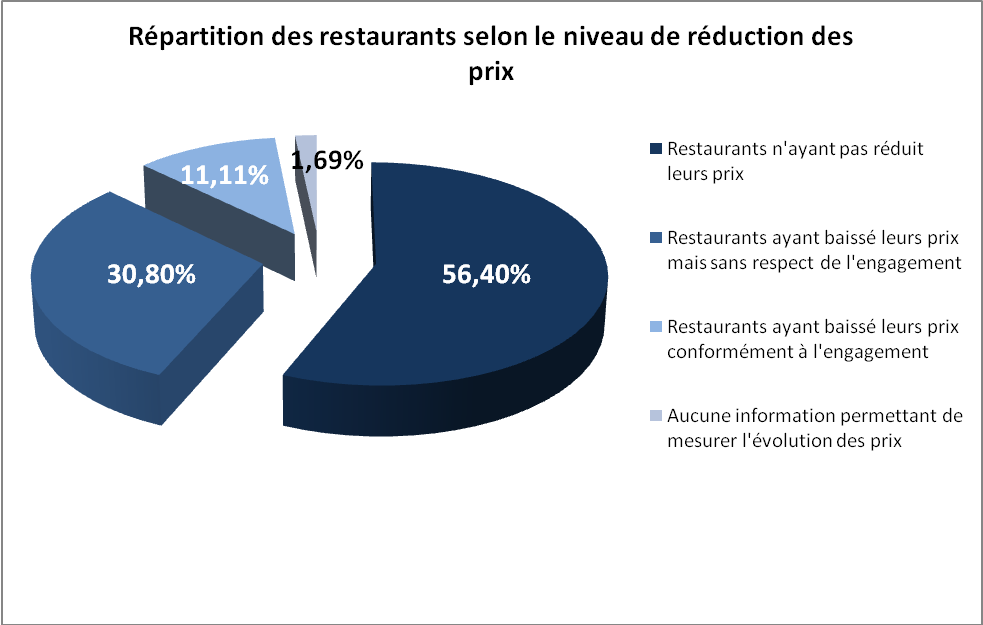 Répartition des restaurants selon le niveau de réduction des
prix
1,69%
11,11%
30,80%
56,40%
Restaurants n'ayant pas réduit
leurs prix
Restaurants ayant baissé leurs prix
mais sans respect de l'engagement
Restaurants ayant baissé leurs prix
conformément à l'engagement
Aucune information permettant de
mesurer l'évolution des prix